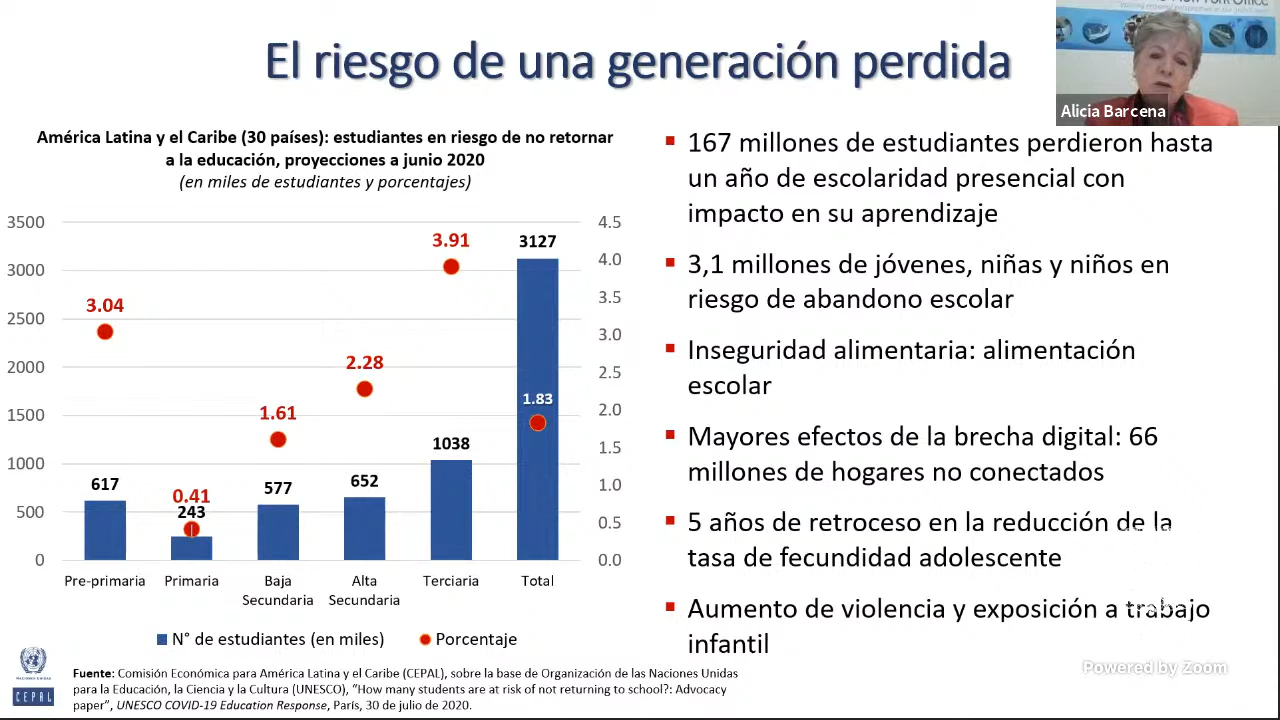 El riesgo de una generación perdida
Alicia Barcena
América Latina y el Caribe (30 países): estudiantes en riesgo de no retornar
a la educación, proyecciones a junio 2020
(en miles de estudiantes y porcentajes)
3500
3000
2500
2000
1500
1000
500
0
4.5
4.0
3.5
3.0
2.5
2.0
1.5
1.0
0.5
0.0
3.04
617
0.41
243
1.61
577
2.28
652
3.91
1038
3127
1.83
Pre-primaria
Primaria
Baja
Secundaria
Alta
Secundaria
Terciaria
Total
N° de estudiantes (en miles)
Porcentaje
▪ 167 millones de estudiantes perdieron hasta
un año de escolaridad presencial con
impacto en su aprendizaje
▪ 3,1 millones de jóvenes, niñas y niños en
riesgo de abandono escolar
▪ Inseguridad alimentaria: alimentación
escolar
▪ Mayores efectos de la brecha digital: 66
millones de hogares no conectados
▪ 5 años de retroceso en la reducción de la
tasa de fecundidad adolescente
▪ Aumento de violencia y exposición a trabajo
infantil
NACIONES UNIDAS
CEPAL
Fuente: Comisión Económica para América Latina y el Caribe (CEPAL), sobre la base de Organización de las Naciones Unidas
para la Educación, la Ciencia y la Cultura (UNESCO), “How many students are at risk of not returning to school?: Advocacy
paper”, UNESCO COVID-19 Education Response, París, 30 de julio de 2020.
Powered by Zoom